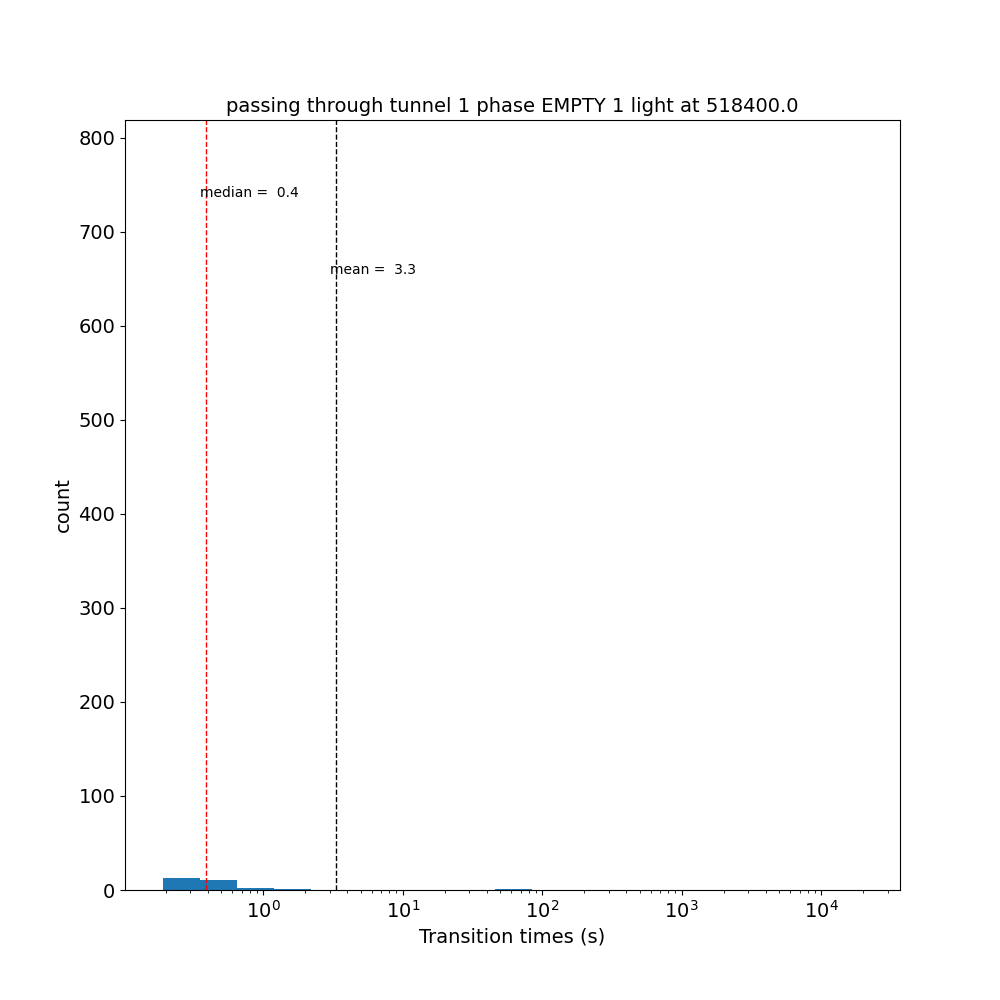 passing through tunnel 1 phase EMPTY 1 light at 518400.0
800
median =  0.4
700
mean =  3.3
600
500
count
400
300
200
100
0
10^0 10^1 10^2 10^3 10^4
Transition times (s)